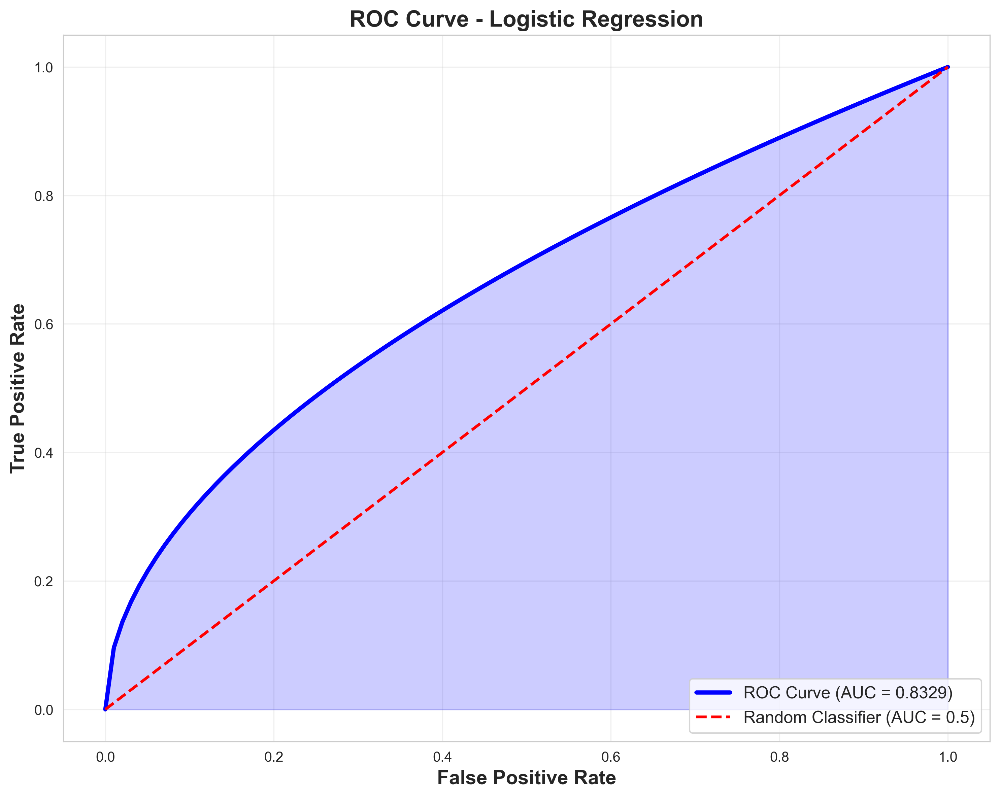 ROC Curve - Logistic Regression
True Positive Rate
1.0
0.8
0.6
0.4
0.2
0.0
ROC Curve (AUC = 0.8329)
Random Classifier (AUC = 0.5)
0.0 0.2 0.4 0.6 0.8 1.0
False Positive Rate